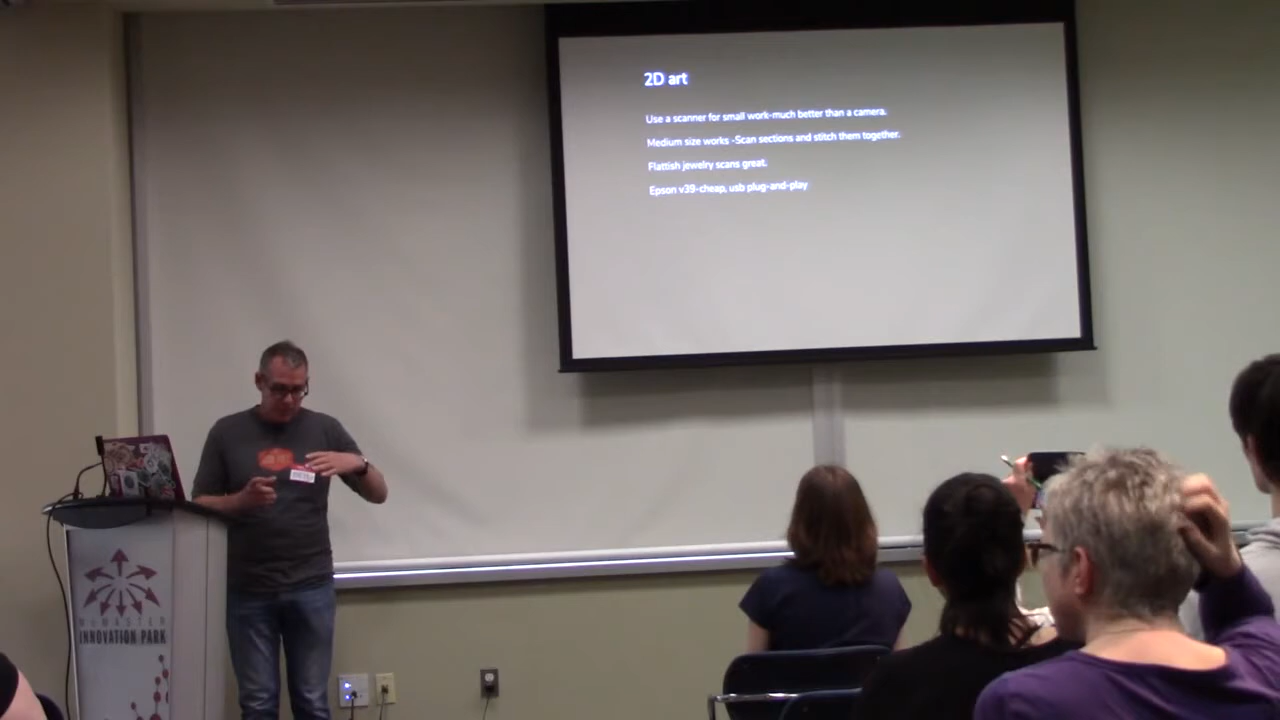 2D art
Use a scanner for small work-much better than a camera.
Medium size works -Scan sections and stitch them together.
Flattish jewelry scans great.
Epson v39-cheap, usb plug-and-play
McMASTER
INNOVATION PARK